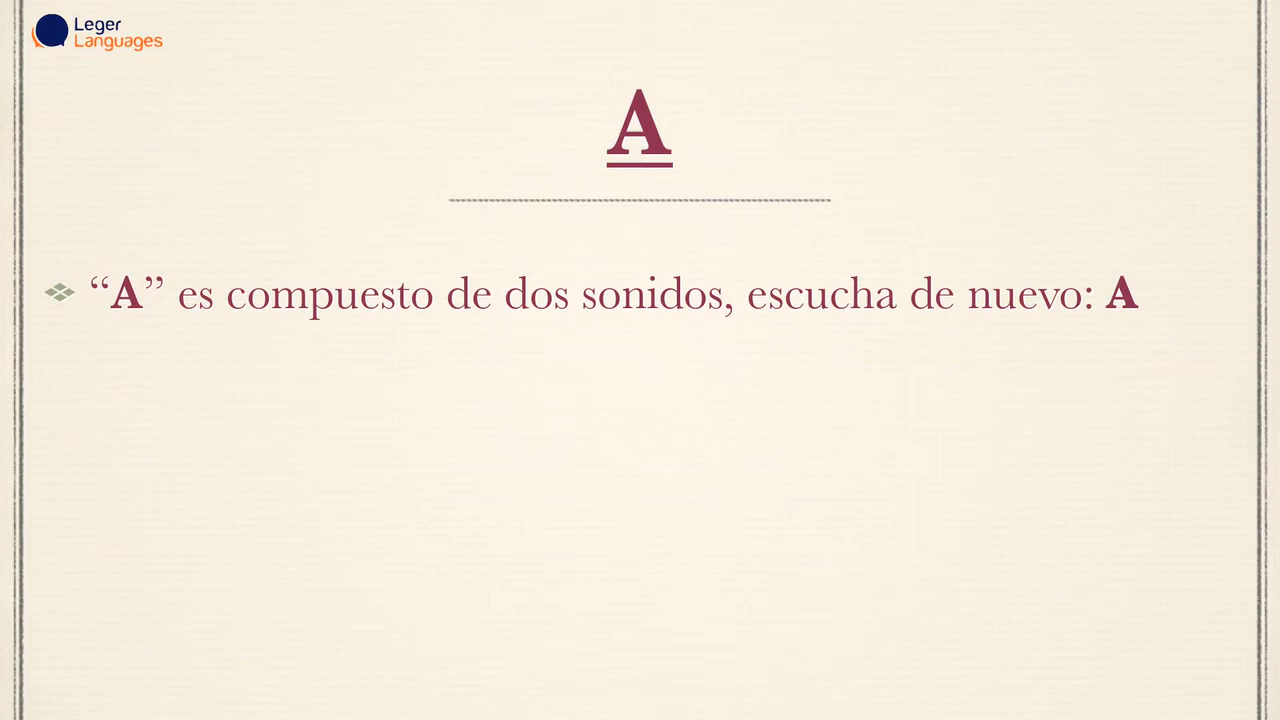 Leger
Languages
A
“A” es compuesto de dos sonidos, escucha de nuevo: A